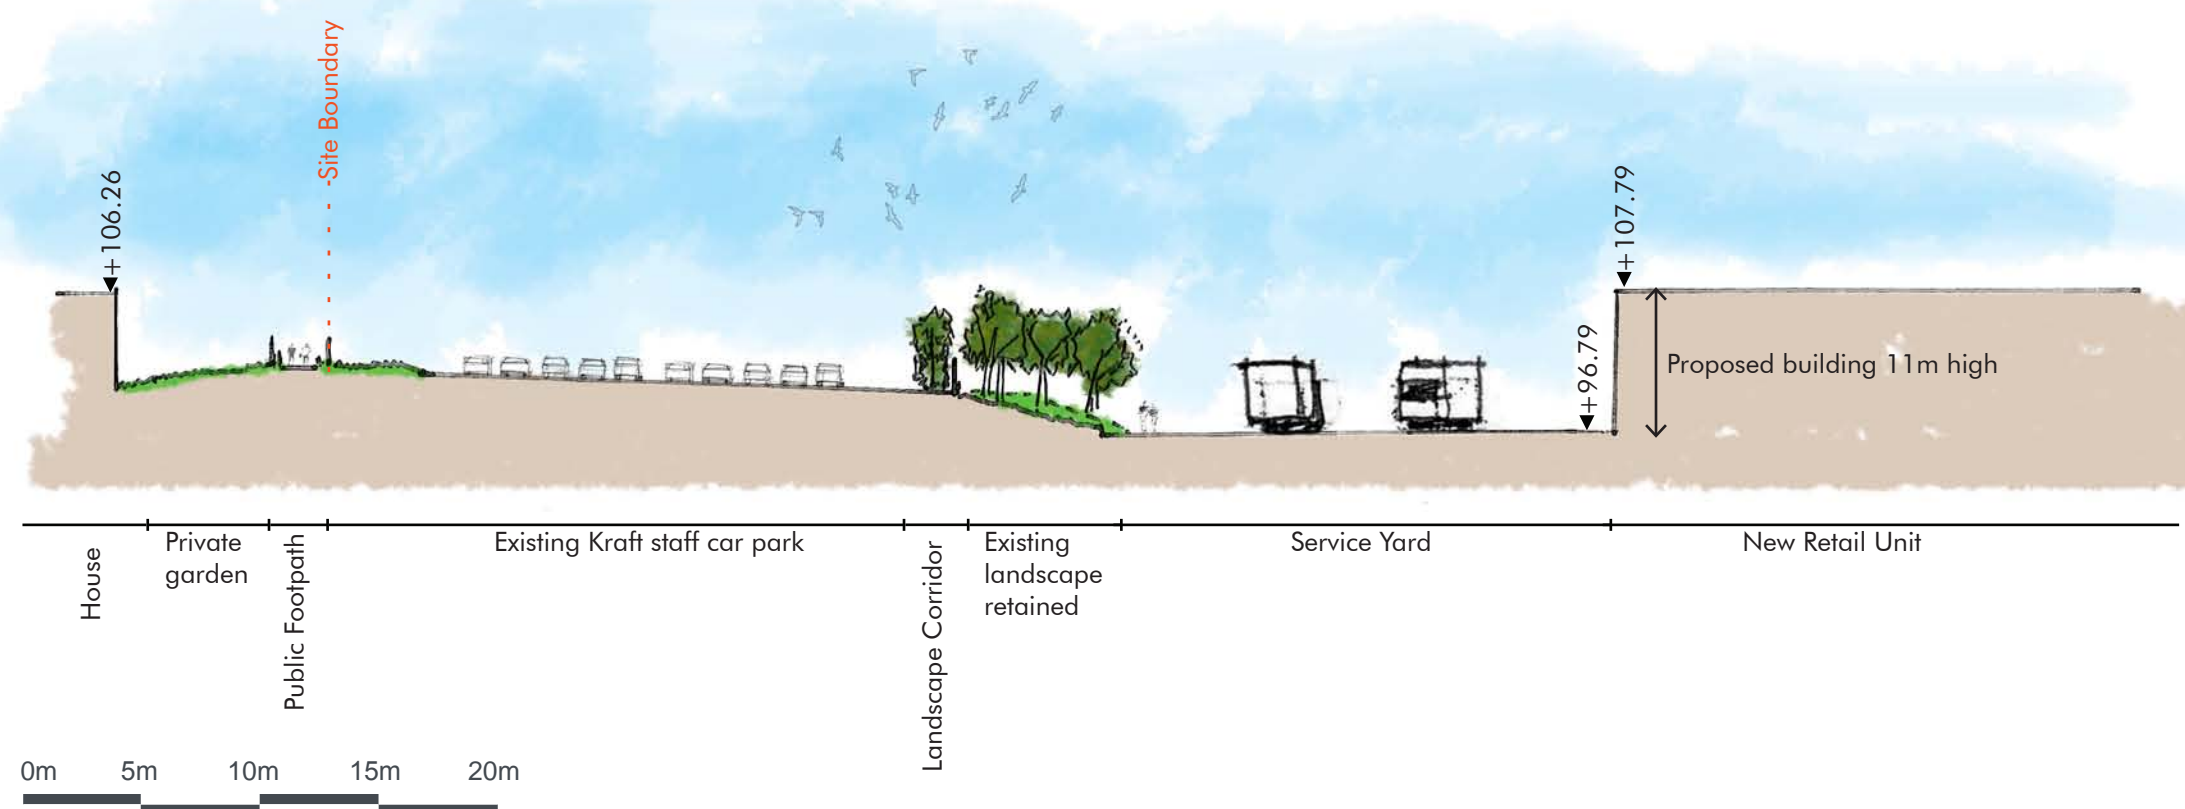 Site Boundary
+106.26
+107.79
+96.79
Proposed building 11m high
House
Private
garden
Public Footpath
Existing Kraft staff car park
Landscape Corridor
Existing
landscape
retained
Service Yard
New Retail Unit
0m 5m 10m 15m 20m